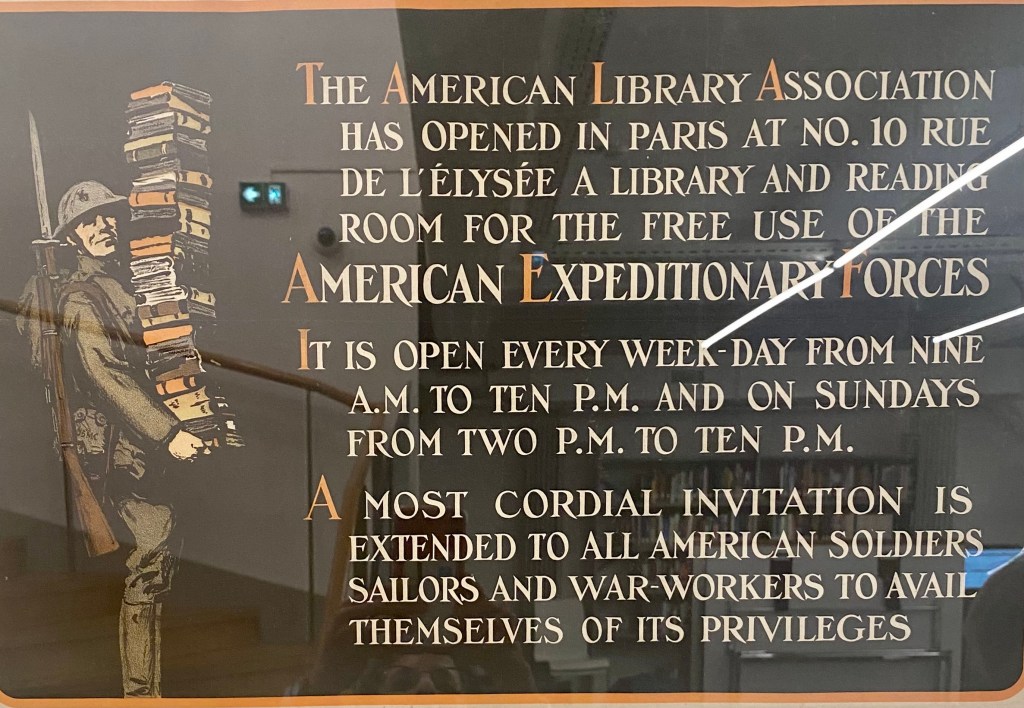 THE AMERICAN LIBRARY ASSOCIATION
HAS OPENED IN PARIS AT NO. 10 RUE
DE L'ÉLYSÉE A LIBRARY AND READING
ROOM FOR THE FREE USE OF THE
AMERICAN EXPEDITIONARY FORCES
IT IS OPEN EVERY WEEK-DAY FROM NINE
A.M. TO TEN P.M. AND ON SUNDAYS
FROM TWO P.M. TO TEN P.M.
A MOST CORDIAL INVITATION IS
EXTENDED TO ALL AMERICAN SOLDIERS
SAILORS AND WAR-WORKERS TO AVAIL
THEMSELVES OF ITS PRIVILEGES